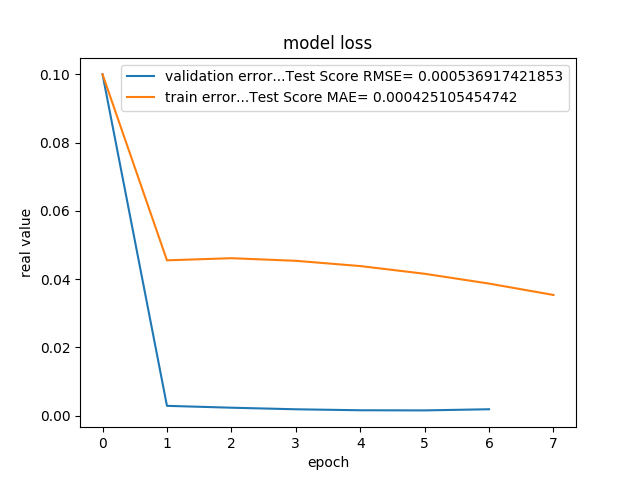 model loss
validation error...Test Score RMSE= 0.000536917421853
train error...Test Score MAE= 0.000425105454742
real value
0.10
0.08
0.06
0.04
0.02
0.00
0 1 2 3 4 5 6 7
epoch